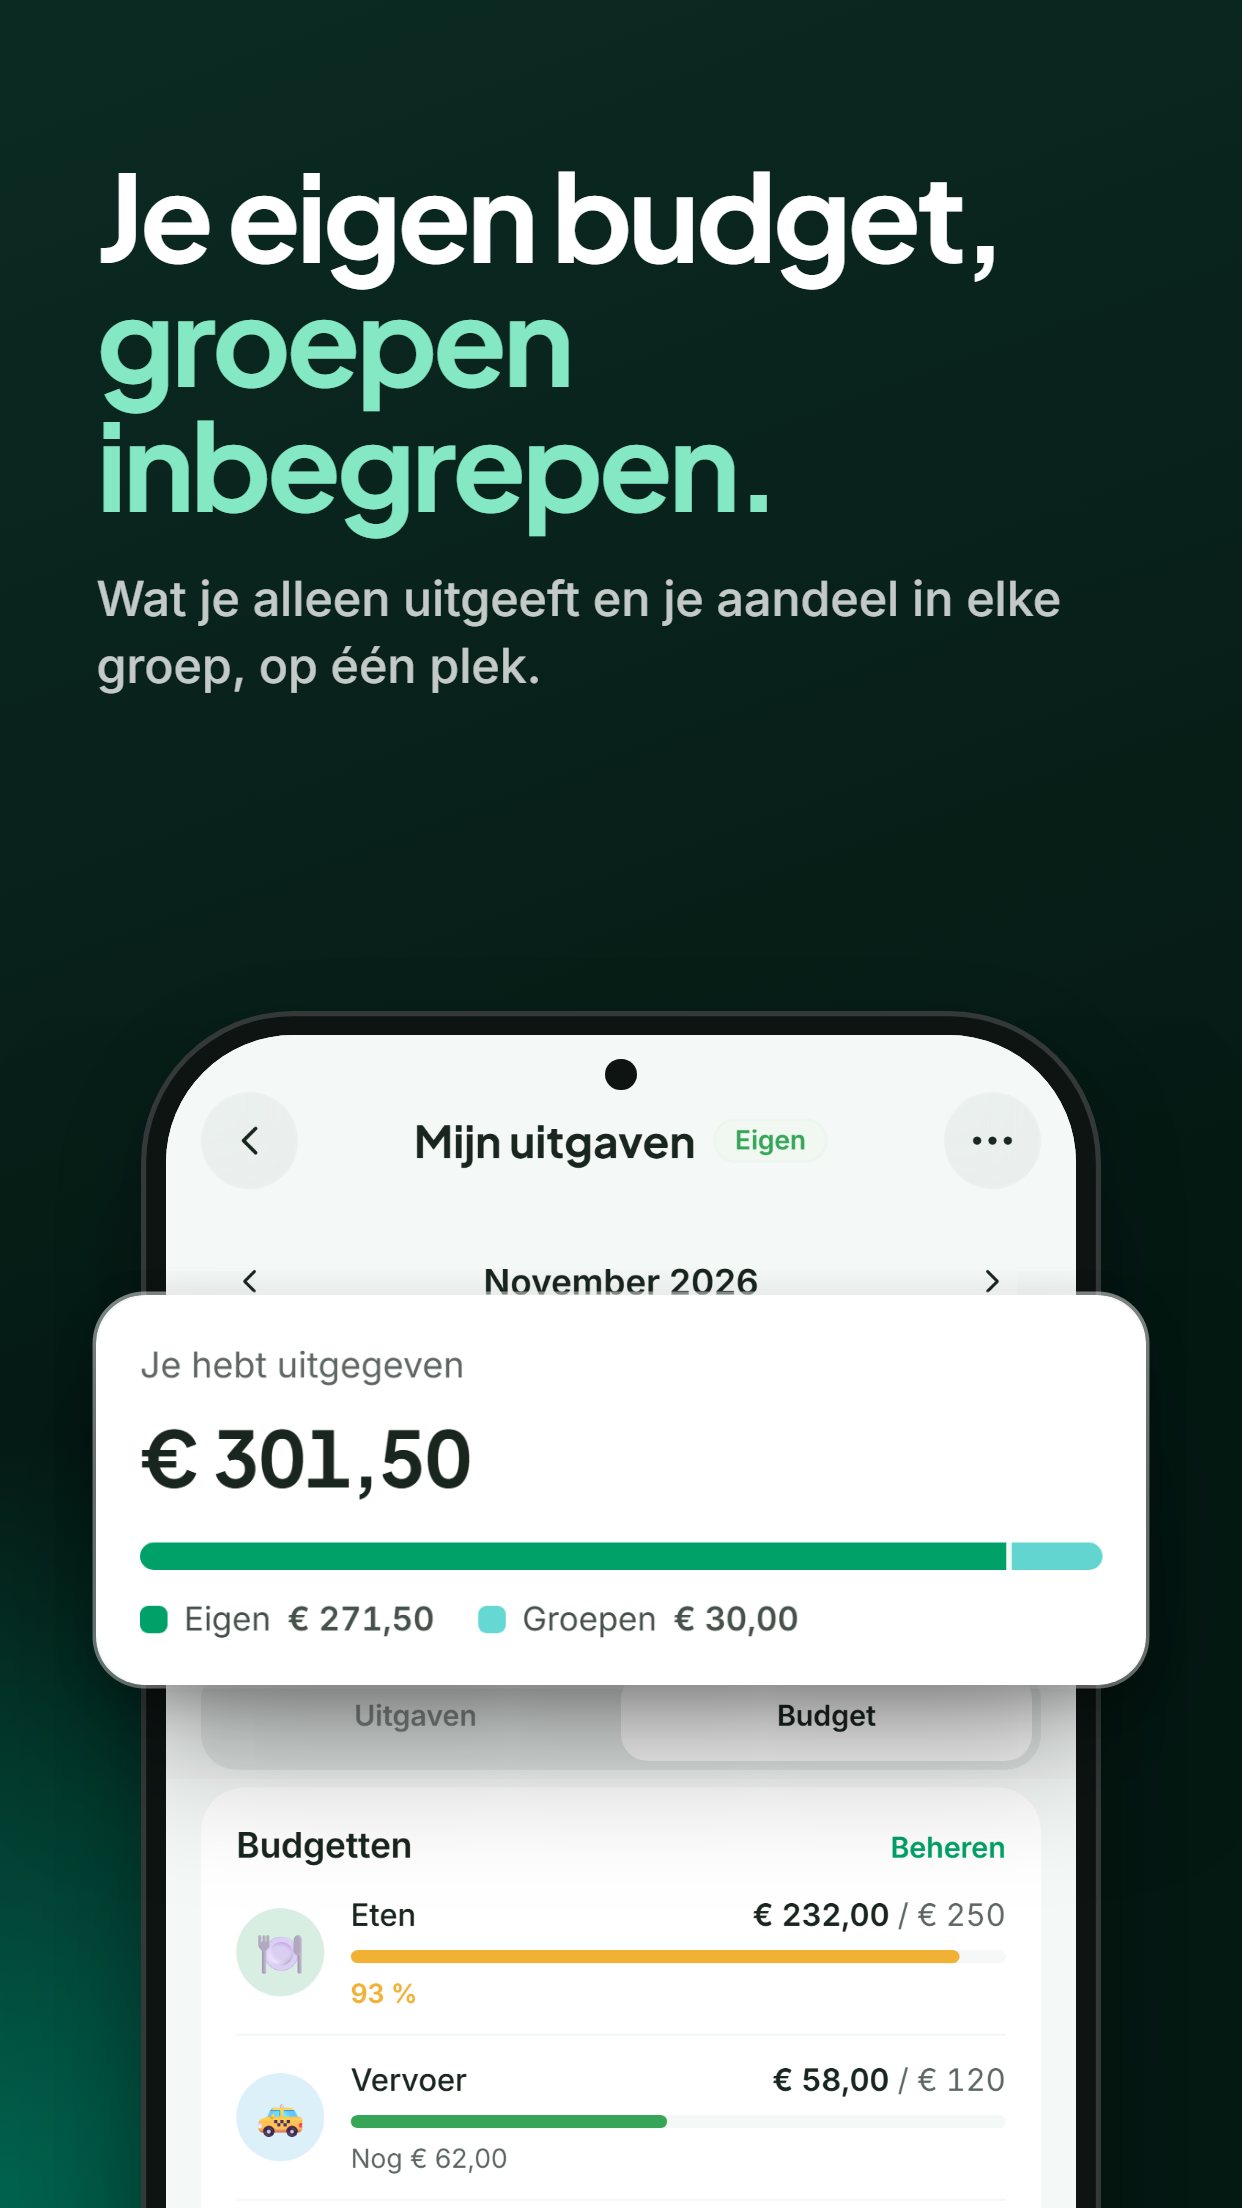 Je eigen budget,
groepen
inbegrepen.
Wat je alleen uitgeeft en je aandeel in elke
groep, op één plek.
Mijn uitgaven Eigen
November 2026
Je hebt uitgegeven
€ 301,50
Eigen € 271,50 Groepen € 30,00
Uitgaven Budget
Budgetten Beheren
Eten € 232,00 / € 250
93 %
Vervoer € 58,00 / € 120
Nog € 62,00